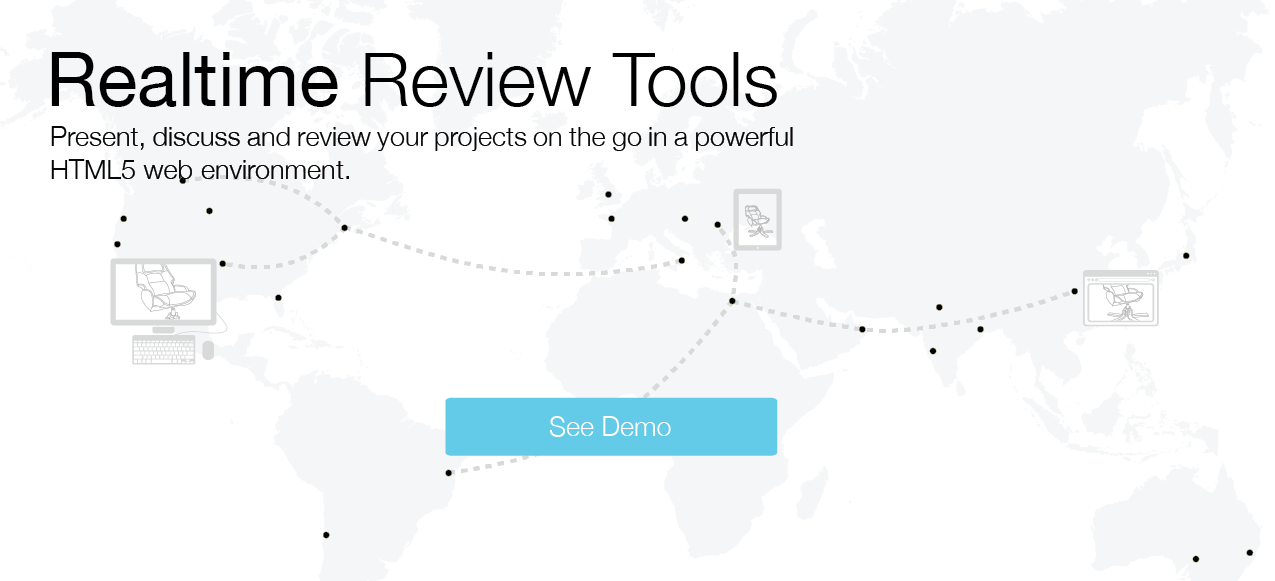 Realtime Review Tools
Present, discuss and review your projects on the go in a powerful
HTML5 web environment.
See Demo